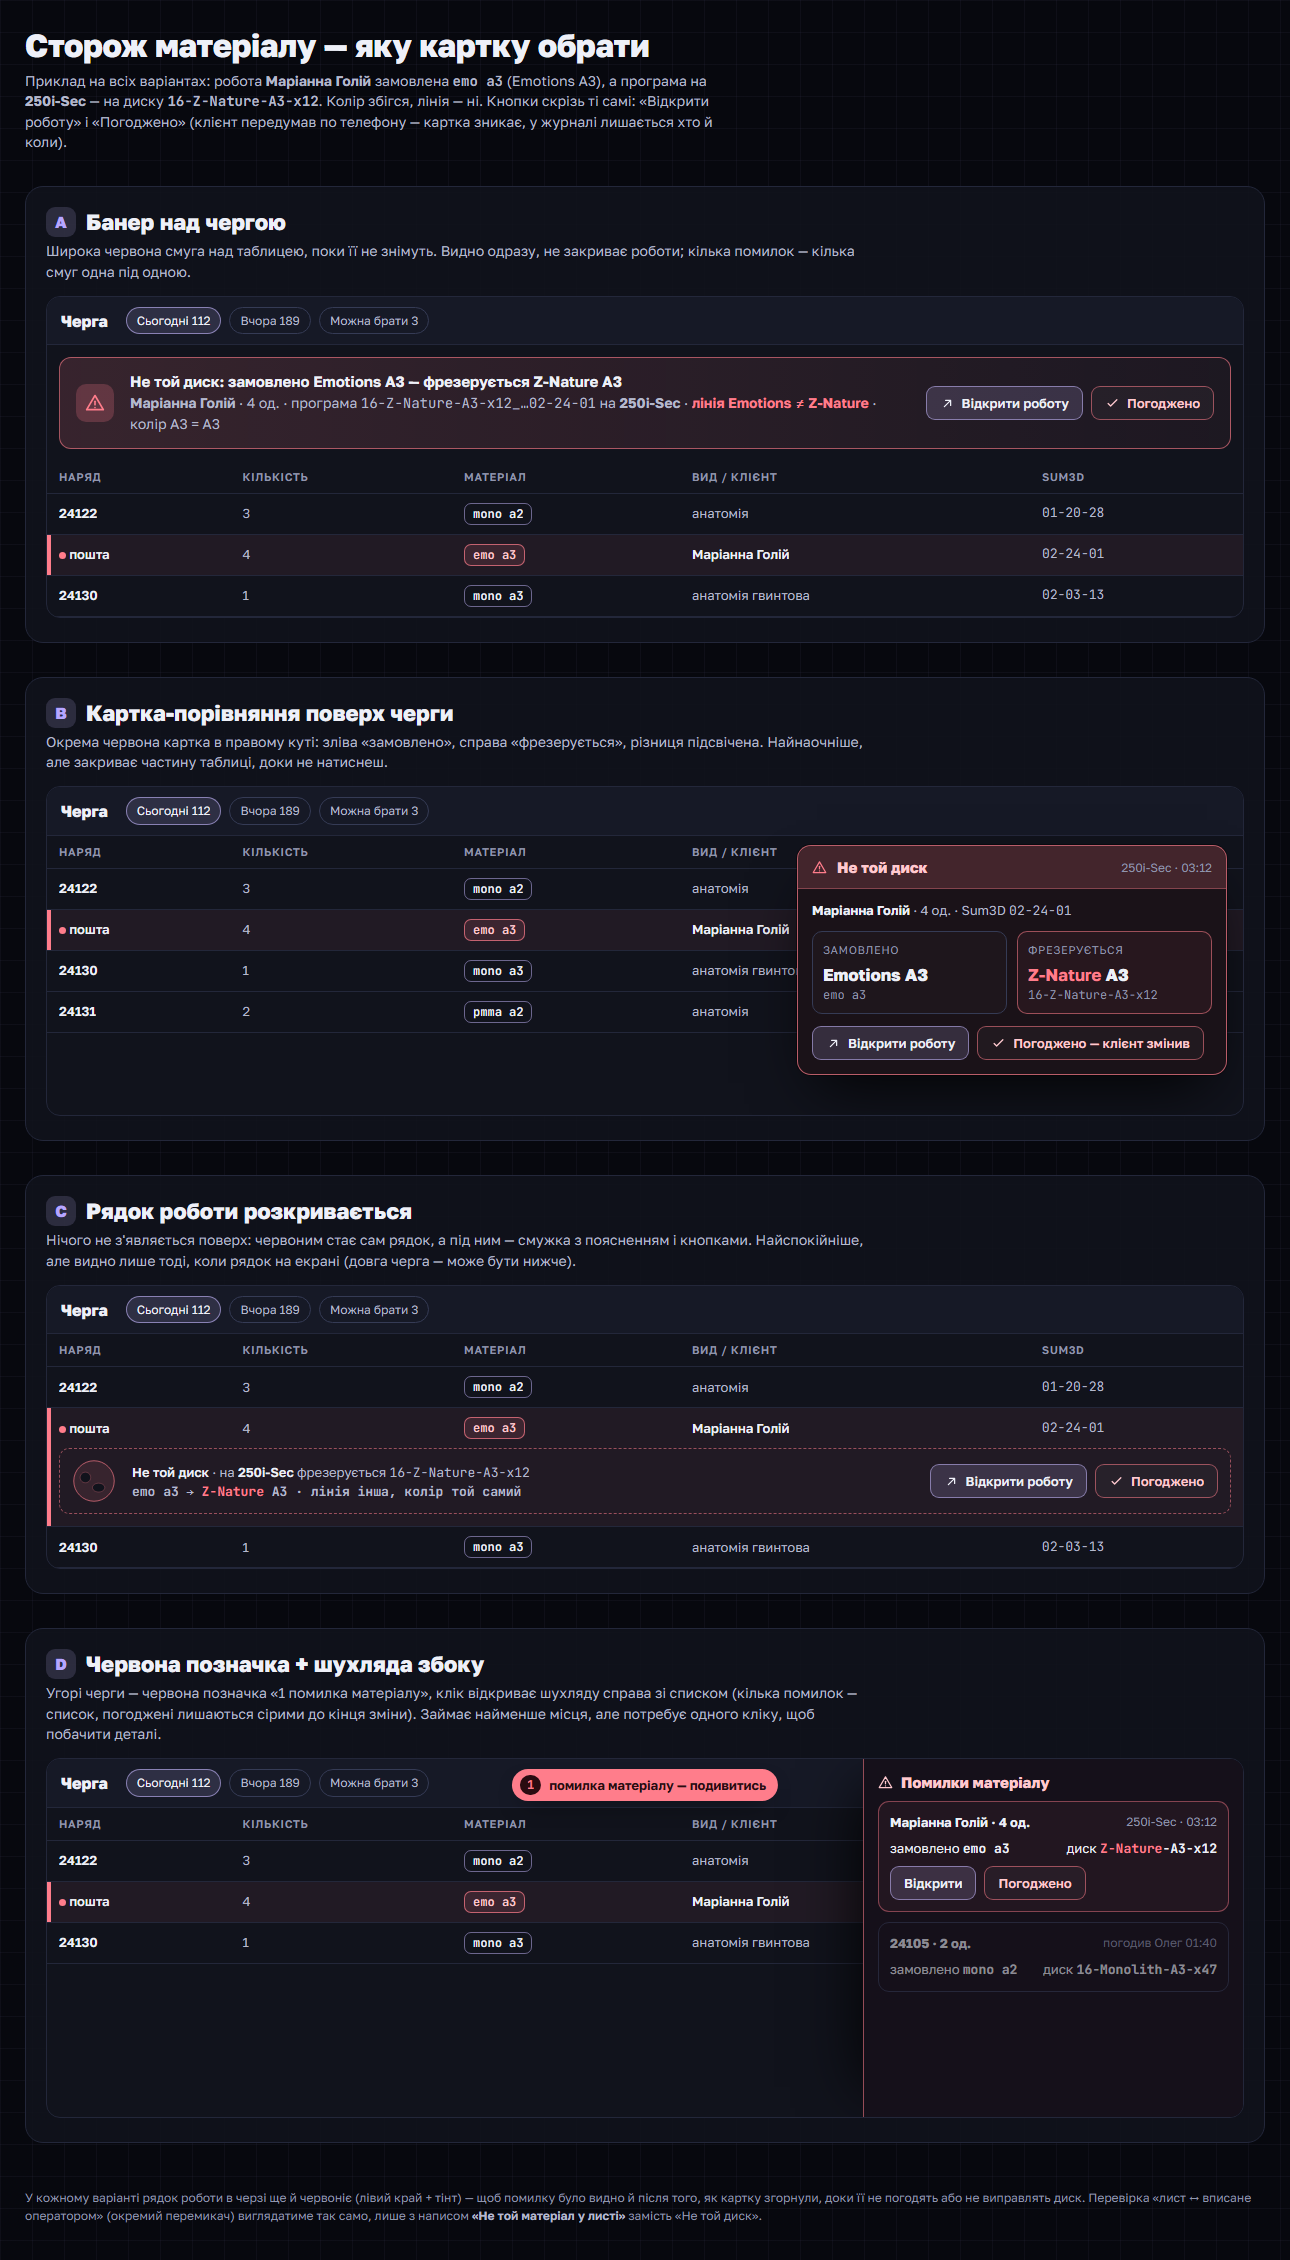 Сторож матеріалу — яку картку обрати
Приклад на всіх варіантах: робота Маріанна Голій замовлена emo a3 (Emotions A3), а програма на
250i-Sec — на диску 16-Z-Nature-A3-x12. Колір збігся, лінія — ні. Кнопки скрізь ті самі: «Відкрити
роботу» і «Погоджено» (клієнт передумав по телефону — картка зникає, у журналі лишається хто й
коли).
A Банер над чергою
Широка червона смуга над таблицею, поки її не знімуть. Видно одразу, не закриває роботи; кілька помилок — кілька
смуг одна під одною.
Черга Сьогодні 112 Вчора 189 Можна брати 3
Не той диск: замовлено Emotions A3 — фрезерується Z-Nature A3
Маріанна Голій · 4 од. · програма 16-Z-Nature-A3-x12_…02-24-01 на 250i-Sec · лінія Emotions ≠ Z-Nature ·
колір A3 = A3
Відкрити роботу Погоджено
НАРЯД КІЛЬКІСТЬ МАТЕРІАЛ ВИД / КЛІЄНТ SUM3D
24122 3 mono a2 анатомія 01-20-28
пошта 4 emo a3 Маріанна Голій 02-24-01
24130 1 mono a3 анатомія гвинтова 02-03-13
B Картка-порівняння поверх черги
Окрема червона картка в правому куті: зліва «замовлено», справа «фрезерується», різниця підсвічена. Найнаочніше,
але закриває частину таблиці, доки не натиснеш.
Черга Сьогодні 112 Вчора 189 Можна брати 3
НАРЯД КІЛЬКІСТЬ МАТЕРІАЛ ВИД / КЛІЄНТ
24122 3 mono a2 анатомія
пошта 4 emo a3 Маріанна Голій
24130 1 mono a3 анатомія гвинто
24131 2 pmma a2 анатомія
Не той диск 250i-Sec · 03:12
Маріанна Голій · 4 од. · Sum3D 02-24-01
ЗАМОВЛЕНО
Emotions A3
emo a3
ФРЕЗЕРУЄТЬСЯ
Z-Nature A3
16-Z-Nature-A3-x12
Відкрити роботу Погоджено — клієнт змінив
C Рядок роботи розкривається
Нічого не з'являється поверх: червоним стає сам рядок, а під ним — смужка з поясненням і кнопками. Найспокійніше,
але видно лише тоді, коли рядок на екрані (довга черга — може бути нижче).
Черга Сьогодні 112 Вчора 189 Можна брати 3
НАРЯД КІЛЬКІСТЬ МАТЕРІАЛ ВИД / КЛІЄНТ SUM3D
24122 3 mono a2 анатомія 01-20-28
пошта 4 emo a3 Маріанна Голій 02-24-01
Не той диск · на 250i-Sec фрезерується 16-Z-Nature-A3-x12
emo a3 → Z-Nature A3 · лінія інша, колір той самий
Відкрити роботу Погоджено
24130 1 mono a3 анатомія гвинтова 02-03-13
D Червона позначка + шухляда збоку
Угорі черги — червона позначка «1 помилка матеріалу», клік відкриває шухляду справа зі списком (кілька помилок —
список, погоджені лишаються сірими до кінця зміни). Займає найменше місця, але потребує одного кліку, щоб
побачити деталі.
Черга Сьогодні 112 Вчора 189 Можна брати 3 1 помилка матеріалу — подивитись
НАРЯД КІЛЬКІСТЬ МАТЕРІАЛ ВИД / КЛІЄНТ
24122 3 mono a2 анатомія
пошта 4 emo a3 Маріанна Голій
24130 1 mono a3 анатомія гвинтова
Помилки матеріалу
Маріанна Голій · 4 од. 250i-Sec · 03:12
замовлено emo a3 диск Z-Nature-A3-x12
Відкрити Погоджено
24105 · 2 од. погодив Олег 01:40
замовлено mono a2 диск 16-Monolith-A3-x47
У кожному варіанті рядок роботи в черзі ще й червоніє (лівий край + тінт) — щоб помилку було видно й після того, як картку згорнули, доки її не погодять або не виправлять диск. Перевірка «лист ↔ вписане
оператором» (окремий перемикач) виглядатиме так само, лише з написом «Не той матеріал у листі» замість «Не той диск».